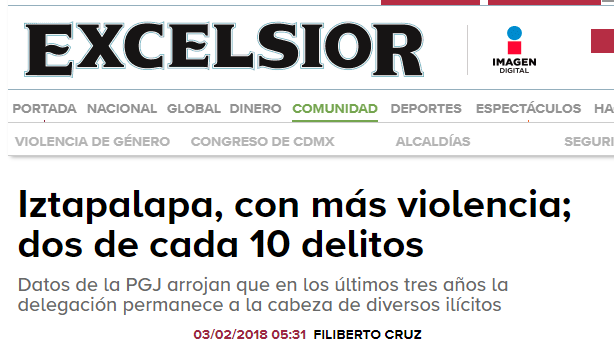 EXCELSIOR
IMAGEN
DIGITAL
PORTADA NACIONAL GLOBAL DINERO COMUNIDAD DEPORTES ESPECTÁCULOS HA
VIOLENCIA DE GÉNERO CONGRESO DE CDMX ALCALDÍAS SEGURI
Iztapalapa, con más violencia;
dos de cada 10 delitos
Datos de la PGJ arrojan que en los últimos tres años la
delegación permanece a la cabeza de diversos ilícitos
03/02/2018 05:31 FILIBERTO CRUZ